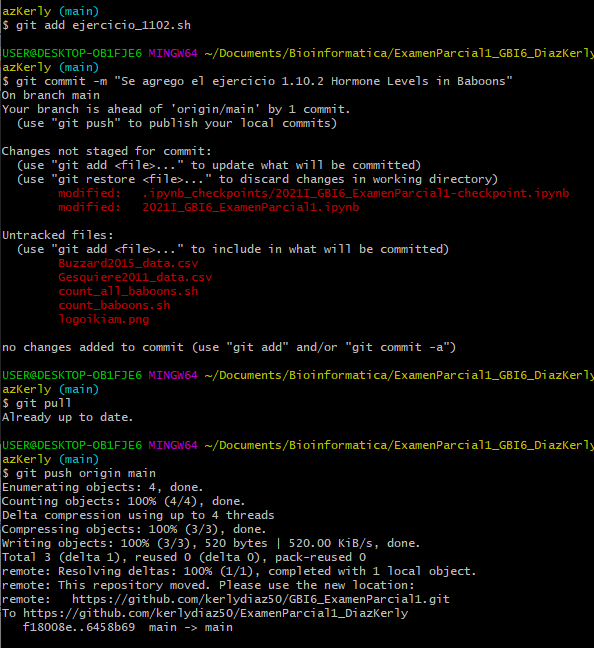 azKerly (main)
$ git add ejercicio_1102.sh
USER@DESKTOP-OB1FJE6 MINGW64 ~/Documents/Bioinformatica/ExamenParcial1_GBI6_DiazKerly
azKerly (main)
$ git commit -m "Se agrego el ejercicio 1.10.2 Hormone Levels in Baboons"
On branch main
Your branch is ahead of 'origin/main' by 1 commit.
  (use "git push" to publish your local commits)
Changes not staged for commit:
  (use "git add <file>..." to update what will be committed)
  (use "git restore <file>..." to discard changes in working directory)
        modified:   .ipynb_checkpoints/2021I_GBI6_ExamenParcial1-checkpoint.ipynb
        modified:   2021I_GBI6_ExamenParcial1.ipynb
Untracked files:
  (use "git add <file>..." to include in what will be committed)
        Buzzard2015_data.csv
        Gesquiere2011_data.csv
        count_all_baboons.sh
        count_baboons.sh
        logoikiam.png
no changes added to commit (use "git add" and/or "git commit -a")
USER@DESKTOP-OB1FJE6 MINGW64 ~/Documents/Bioinformatica/ExamenParcial1_GBI6_DiazKerly
azKerly (main)
$ git pull
Already up to date.
USER@DESKTOP-OB1FJE6 MINGW64 ~/Documents/Bioinformatica/ExamenParcial1_GBI6_DiazKerly
azKerly (main)
$ git push origin main
Enumerating objects: 4, done.
Counting objects: 100% (4/4), done.
Delta compression using up to 4 threads
Compressing objects: 100% (3/3), done.
Writing objects: 100% (3/3), 520 bytes | 520.00 KiB/s, done.
Total 3 (delta 1), reused 0 (delta 0), pack-reused 0
remote: Resolving deltas: 100% (1/1), completed with 1 local object.
remote: This repository moved. Please use the new location:
remote:   https://github.com/kerlydiaz50/GBI6_ExamenParcial1.git
To https://github.com/kerlydiaz50/ExamenParcial1_DiazKerly
   f18008e..6458b69  main -> main